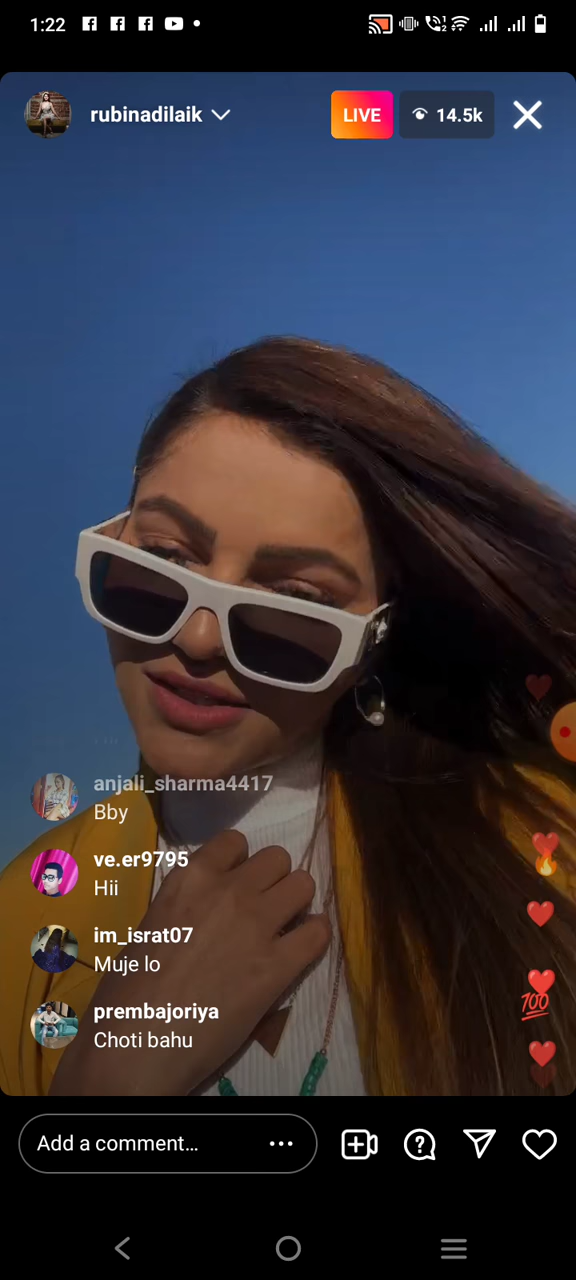 1:22
rubinadilaik
LIVE
14.5k
anjali_sharma4417
Bby
ve.er9795
Hii
im_israt07
Muje lo
prembajoriya
Choti bahu
100
Add a comment...